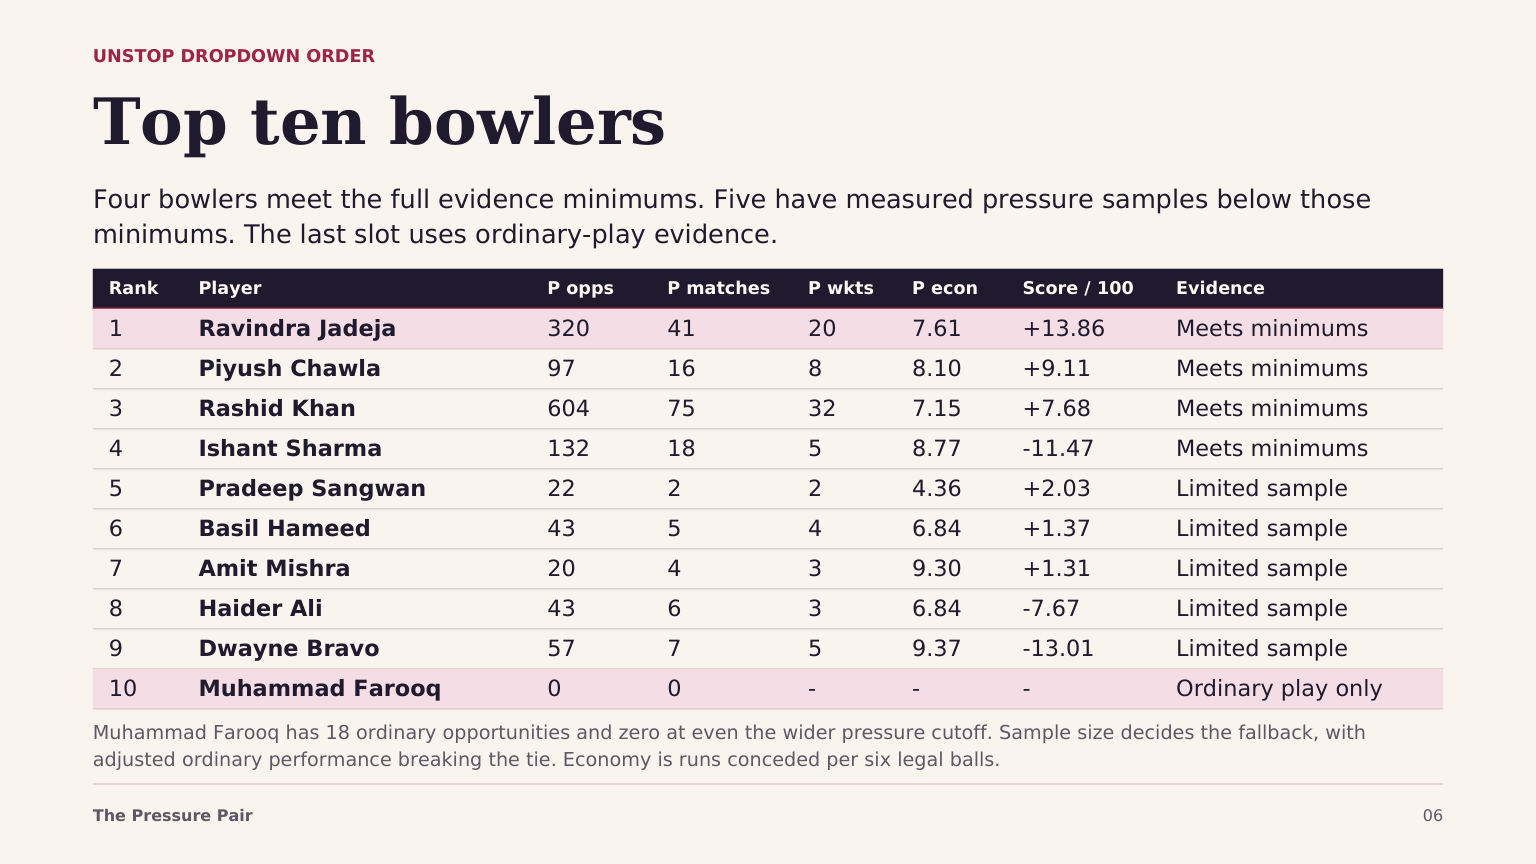 UNSTOP DROPDOWN ORDER
Top ten bowlers
Four bowlers meet the full evidence minimums. Five have measured pressure samples below those
minimums. The last slot uses ordinary-play evidence.
Rank Player P opps P matches P wkts P econ Score / 100 Evidence
1 Ravindra Jadeja 320 41 20 7.61 +13.86 Meets minimums
2 Piyush Chawla 97 16 8 8.10 +9.11 Meets minimums
3 Rashid Khan 604 75 32 7.15 +7.68 Meets minimums
4 Ishant Sharma 132 18 5 8.77 -11.47 Meets minimums
5 Pradeep Sangwan 22 2 2 4.36 +2.03 Limited sample
6 Basil Hameed 43 5 4 6.84 +1.37 Limited sample
7 Amit Mishra 20 4 3 9.30 +1.31 Limited sample
8 Haider Ali 43 6 3 6.84 -7.67 Limited sample
9 Dwayne Bravo 57 7 5 9.37 -13.01 Limited sample
10 Muhammad Farooq 0 0 - - - Ordinary play only
Muhammad Farooq has 18 ordinary opportunities and zero at even the wider pressure cutoff. Sample size decides the fallback, with
adjusted ordinary performance breaking the tie. Economy is runs conceded per six legal balls.
The Pressure Pair 06